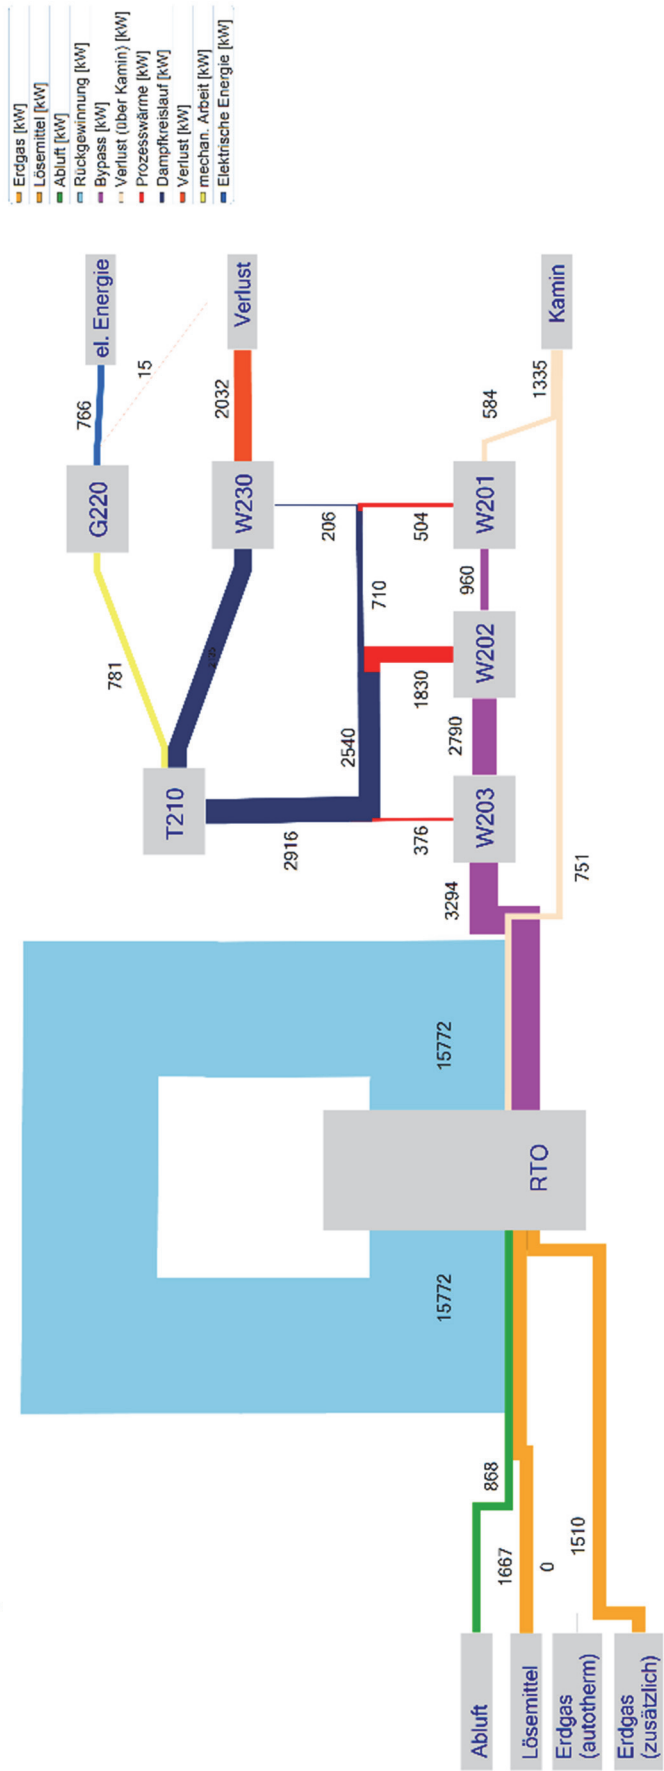 Erdgas [kW]
Lösemittel [kW]
Abluft [kW]
Rückgewinnung [kW]
Bypass [kW]
Verlust (über Kamin) [kW]
Prozesswärme [kW]
Dampfkreislauf [kW]
Verlust [kW]
mechan. Arbeit [kW]
Elektrische Energie [kW]
el. Energie
766
15
G220
781
Verlust
2032
W230
T210
2916
206
710
2540
504
1830
376
Kamin
1335
584
W201
960
W202
2790
W203
3294
751
15772
15772
RTO
868
1667
0
1510
Abluft
Lösemittel
Erdgas
(autotherm)
Erdgas
(zusätzlich)